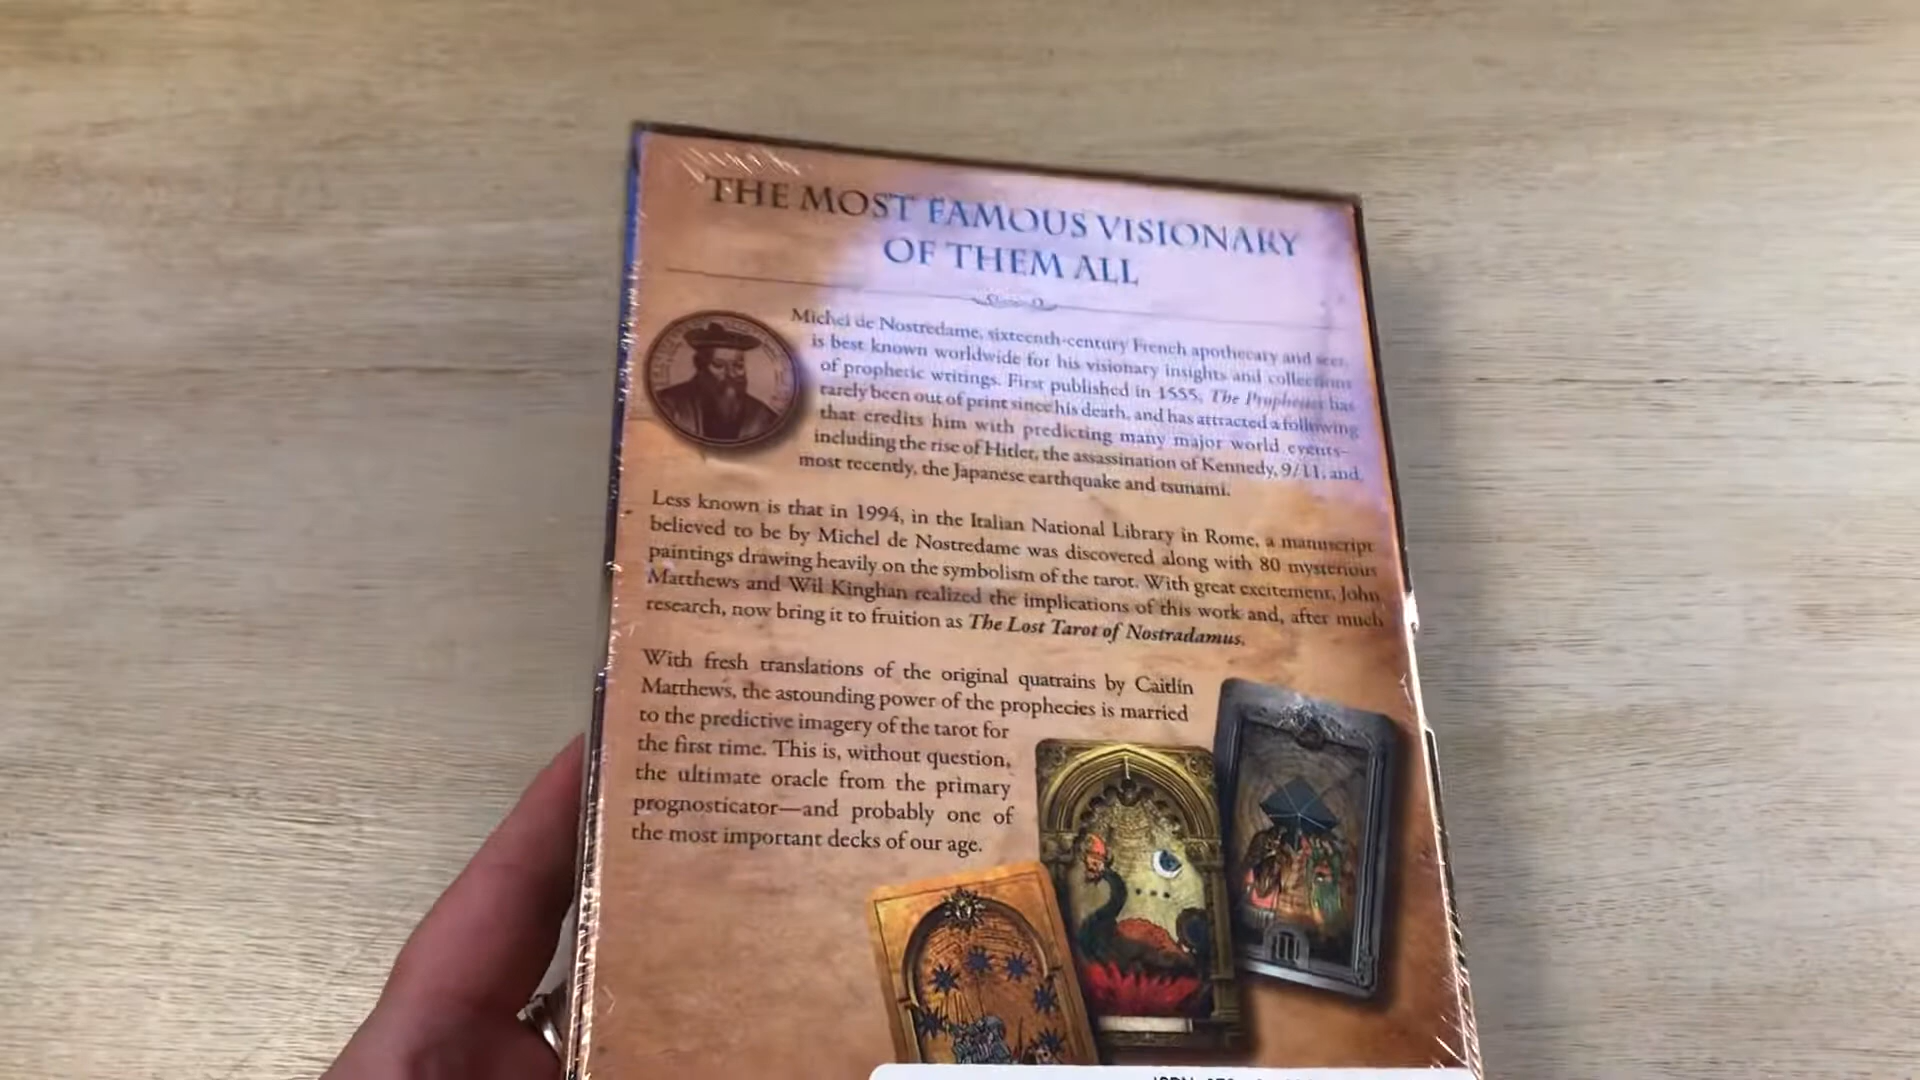 THE MOST FAMOUS VISIONARY
OF THEM ALL
Michel de Nostredame, sixteenth-century French apothecary and seer,
is best known worldwide for his visionary insights and collections
of prophetic writings. First published in 1555, The Prophecies has
rarely been out of print since his death, and has attracted a following
that credits him with predicting many major world events–
including the rise of Hitler, the assassination of Kennedy, 9/11, and,
most recently, the Japanese earthquake and tsunami.
Less known is that in 1994, in the Italian National Library in Rome, a manuscript
believed to be by Michel de Nostredame was discovered along with 80 mysterious
paintings drawing heavily on the symbolism of the tarot. With great excitement, John
Matthews and Wil Kinghan realized the implications of this work and, after much
research, now bring it to fruition as The Lost Tarot of Nostradamus.
With fresh translations of the original quatrains by Caitlín
Matthews, the astounding power of the prophecies is married
to the predictive imagery of the tarot for
the first time. This is, without question,
the ultimate oracle from the primary
prognosticator—and probably one of
the most important decks of our age.
III